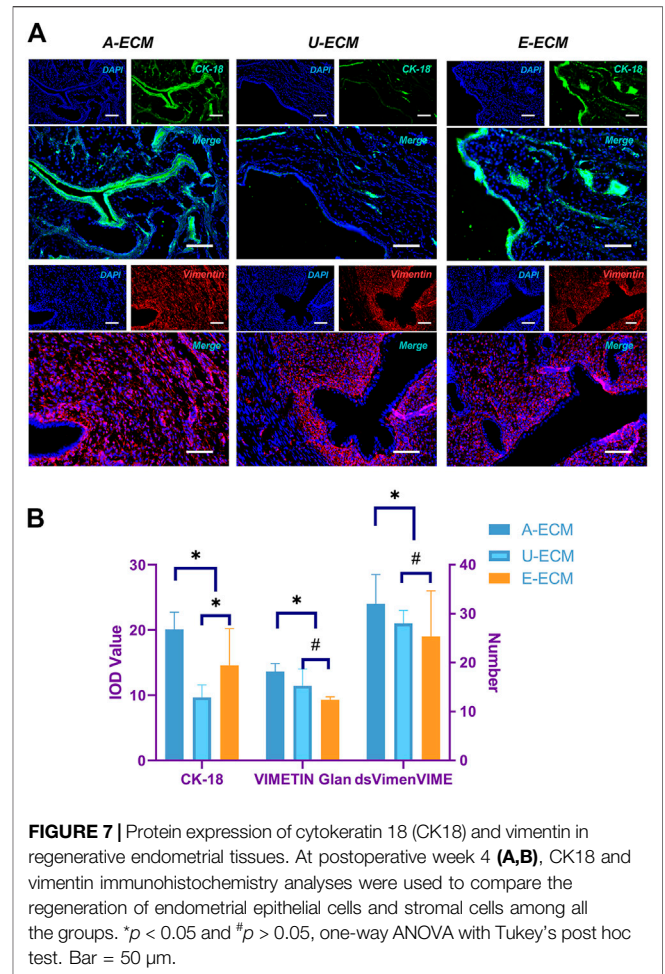 A
A-ECM U-ECM E-ECM
DAPI CK-18 DAPI CK-18 DAPI CK-18
Merge Merge Merge
DAPI Vimentin DAPI Vimentin DAPI Vimentin
Merge Merge Merge
B
* A-ECM
* # U-ECM
* * # E-ECM
30 40
20 30
10 20
0 10
0
IOD Value
Number
CK-18 VIMETIN Glan dsVimenVIME
FIGURE 7 | Protein expression of cytokeratin 18 (CK18) and vimentin in
regenerative endometrial tissues. At postoperative week 4 (A,B), CK18 and
vimentin immunohistochemistry analyses were used to compare the
regeneration of endometrial epithelial cells and stromal cells among all
the groups. *p < 0.05 and #p > 0.05, one-way ANOVA with Tukey's post hoc
test. Bar = 50 μm.